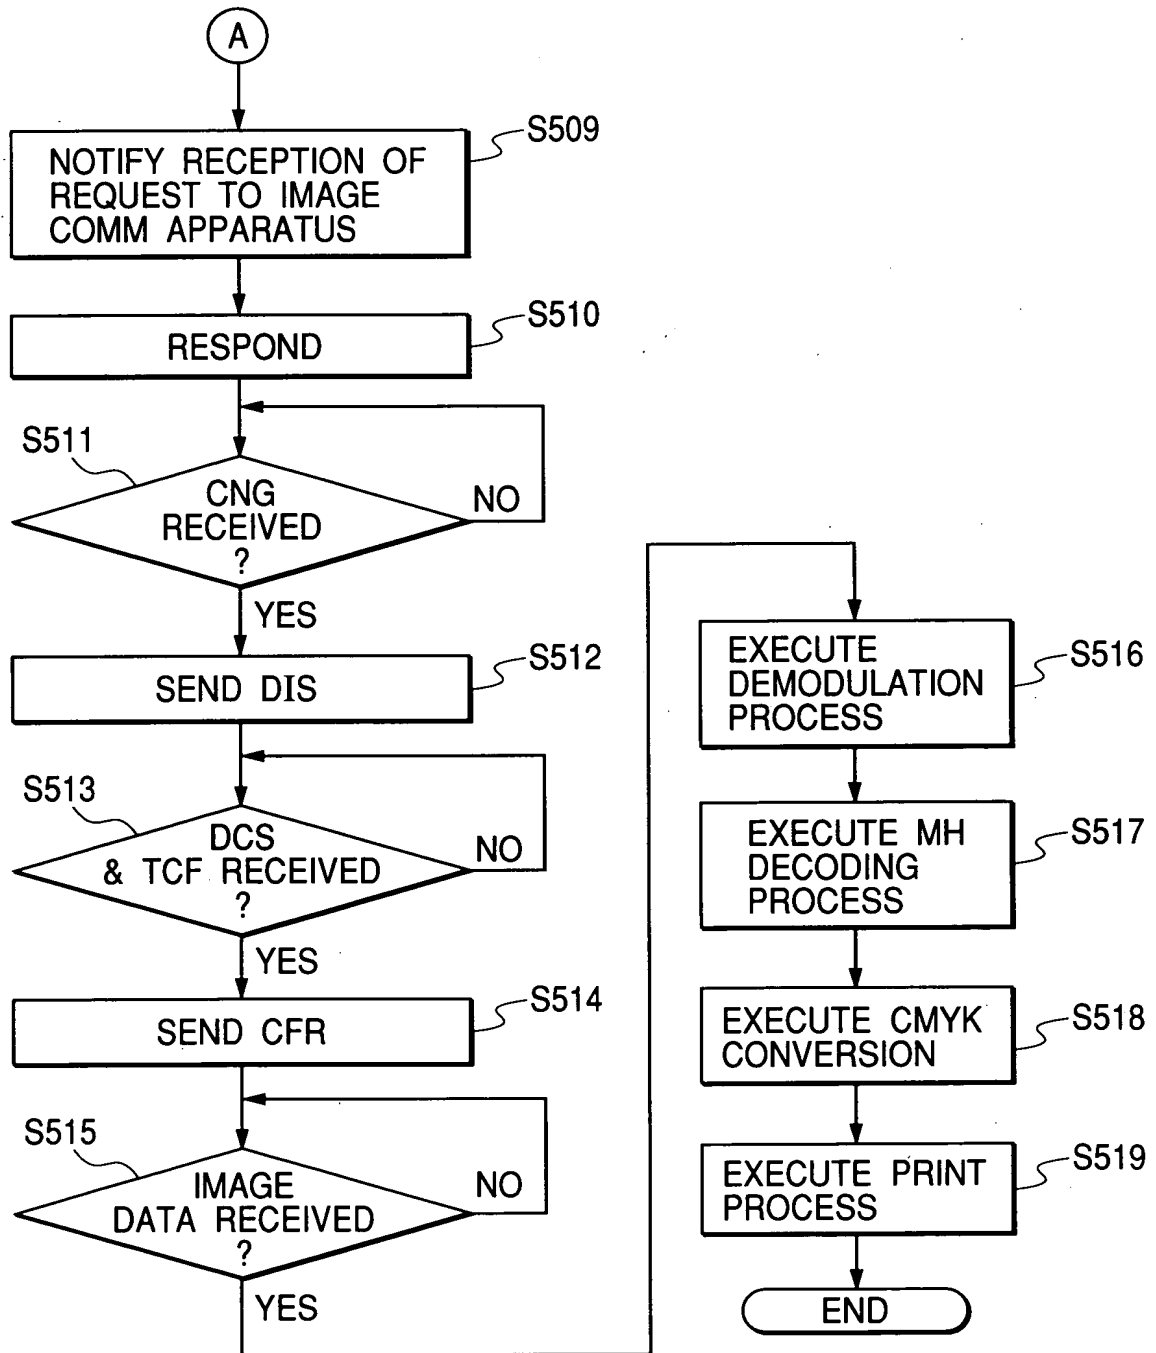 A
S509
NOTIFY RECEPTION OF
REQUEST TO IMAGE
COMM APPARATUS
S510
RESPOND
S511
CNG
RECEIVED
?
NO
YES
S512
SEND DIS
S513
DCS
& TCF RECEIVED
?
NO
YES
S514
SEND CFR
S515
IMAGE
DATA RECEIVED
?
NO
YES
S516
EXECUTE
DEMODULATION
PROCESS
S517
EXECUTE MH
DECODING
PROCESS
S518
EXECUTE CMYK
CONVERSION
S519
EXECUTE PRINT
PROCESS
END